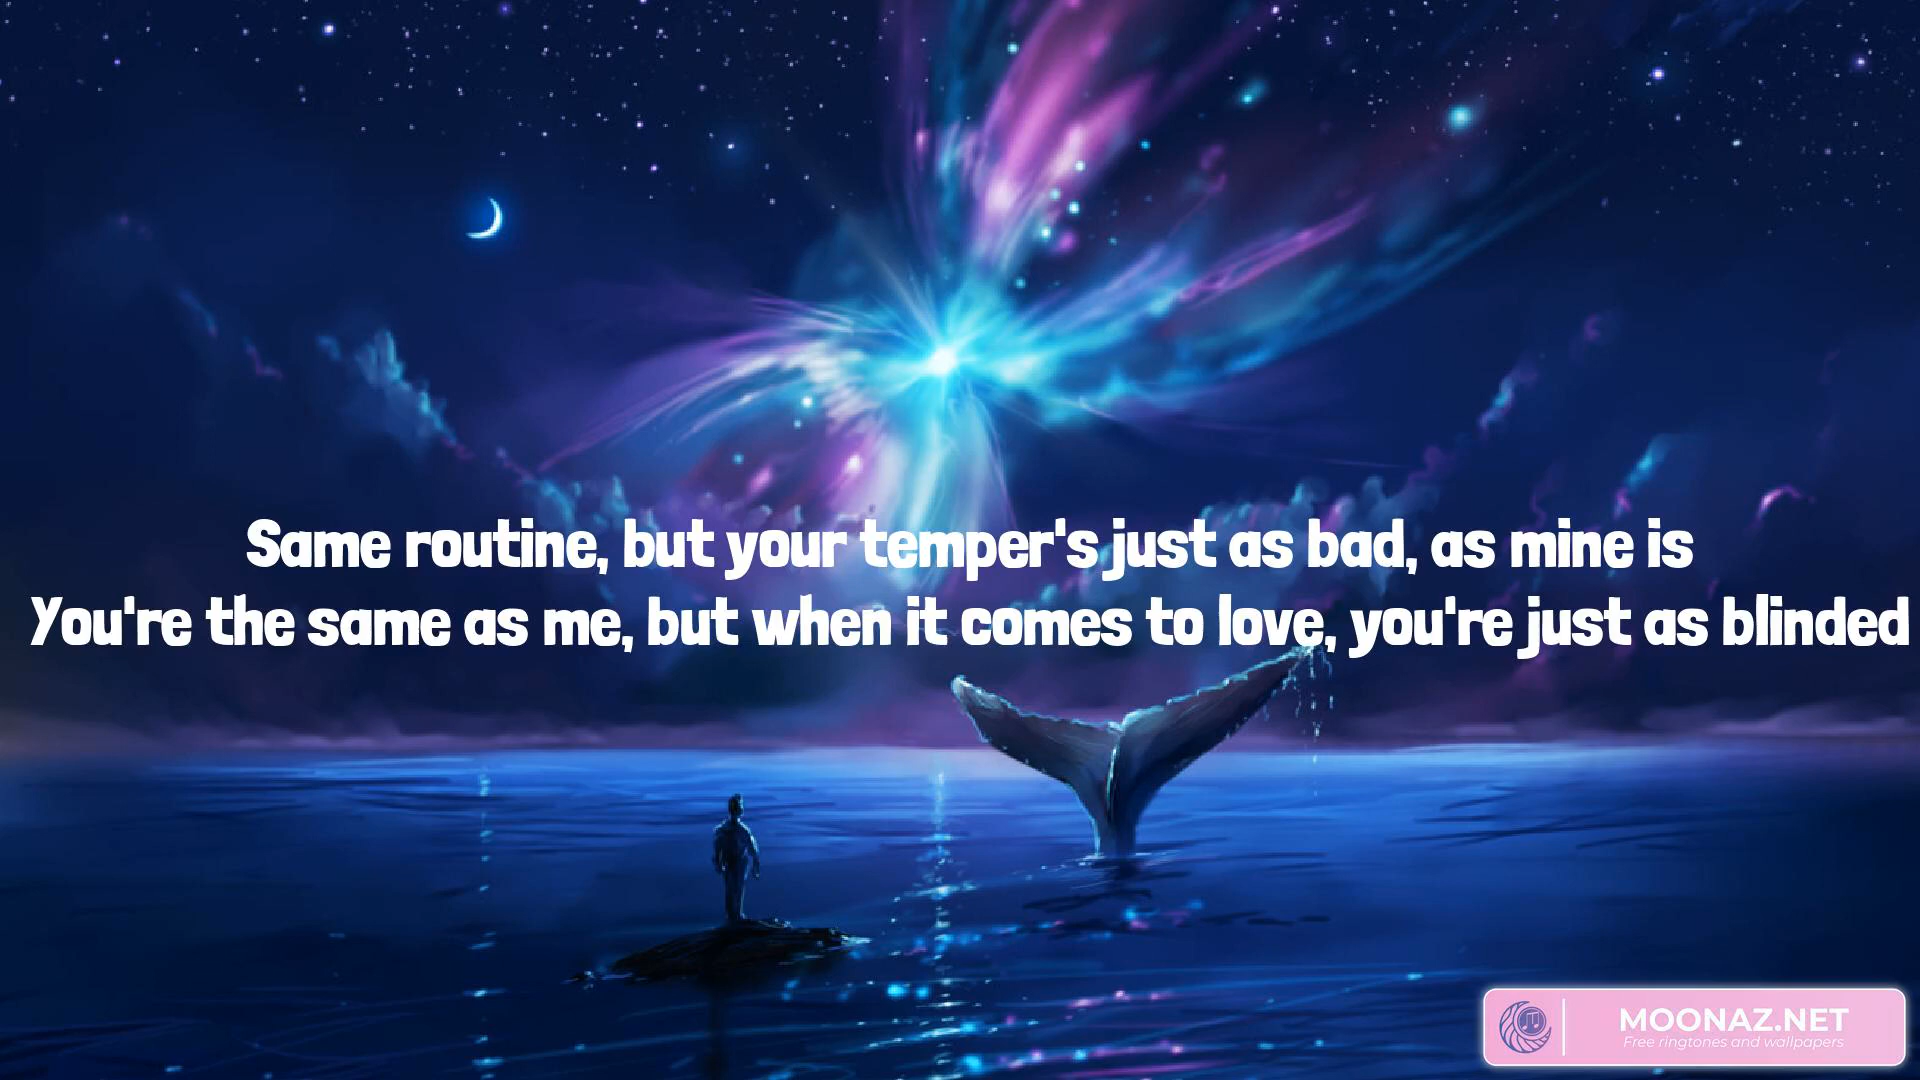 Same routine, but your temper's just as bad, as mine is
You're the same as me, but when it comes to love, you're just as blinded
MOONAZ.NET
Free ringtones and wallpapers